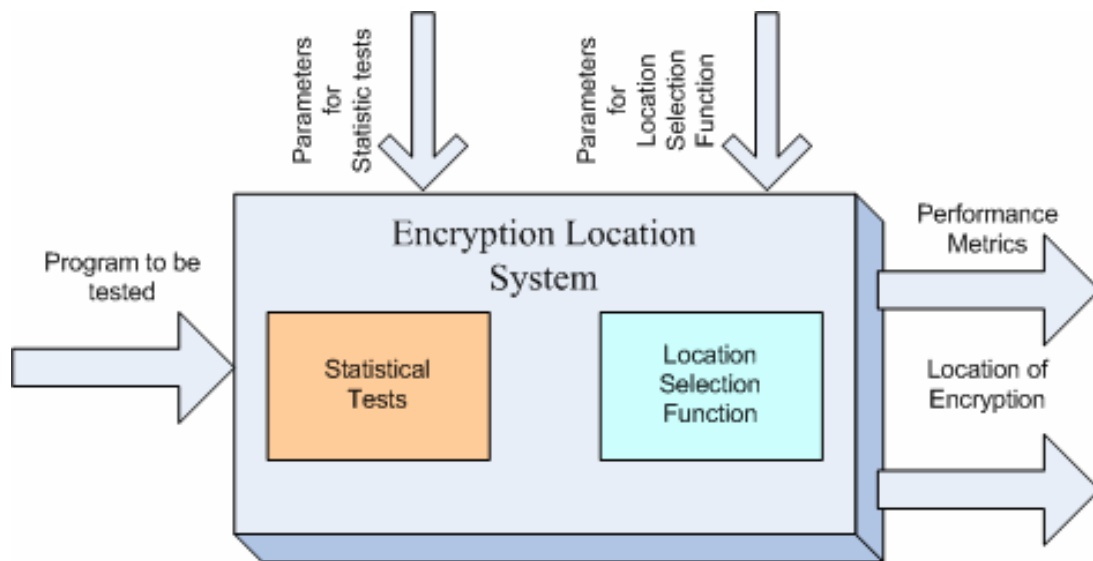 Parameters
for
Statistic tests
Parameters
for
Location
Selection
Function
Program to be
tested
Encryption Location
System
Statistical
Tests
Location
Selection
Function
Performance
Metrics
Location of
Encryption